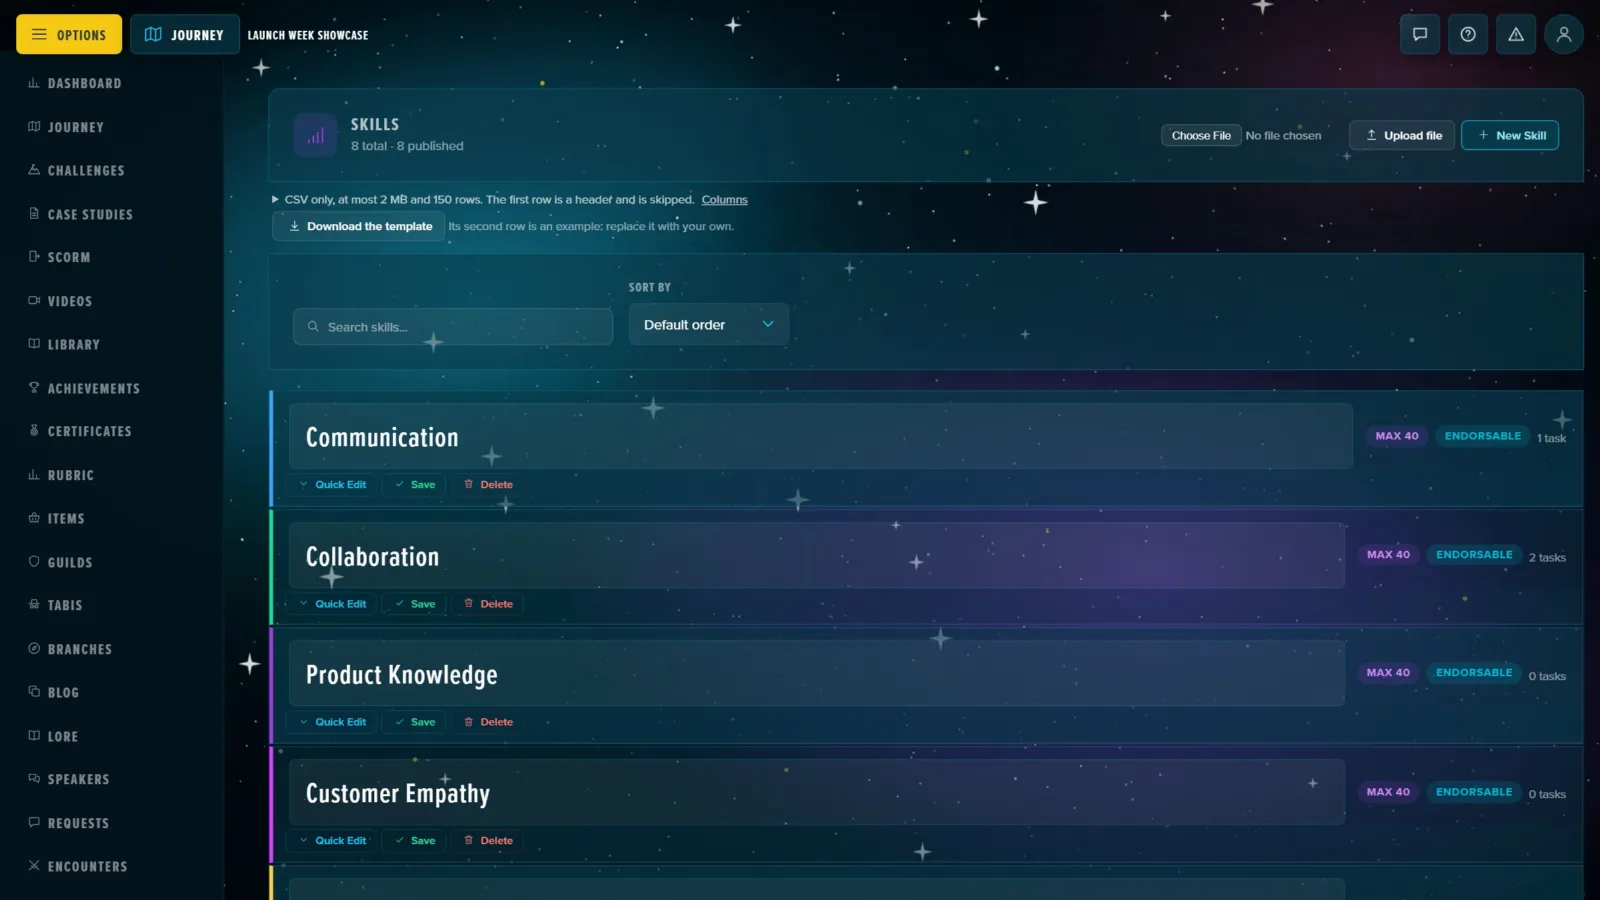 OPTIONS
JOURNEY
LAUNCH WEEK SHOWCASE
DASHBOARD
JOURNEY
CHALLENGES
CASE STUDIES
SCORM
VIDEOS
LIBRARY
ACHIEVEMENTS
CERTIFICATES
RUBRIC
ITEMS
GUILDS
TABIS
BRANCHES
BLOG
LORE
SPEAKERS
REQUESTS
ENCOUNTERS
SKILLS
8 total · 8 published
Choose File No file chosen
Upload file
New Skill
CSV only, at most 2 MB and 150 rows. The first row is a header and is skipped. Columns
Download the template Its second row is an example: replace it with your own.
SORT BY
Search skills...
Default order
Communication
MAX 40 ENDORSABLE 1 task
Quick Edit Save Delete
Collaboration
MAX 40 ENDORSABLE 2 tasks
Quick Edit Save Delete
Product Knowledge
MAX 40 ENDORSABLE 0 tasks
Quick Edit Save Delete
Customer Empathy
MAX 40 ENDORSABLE 0 tasks
Quick Edit Save Delete